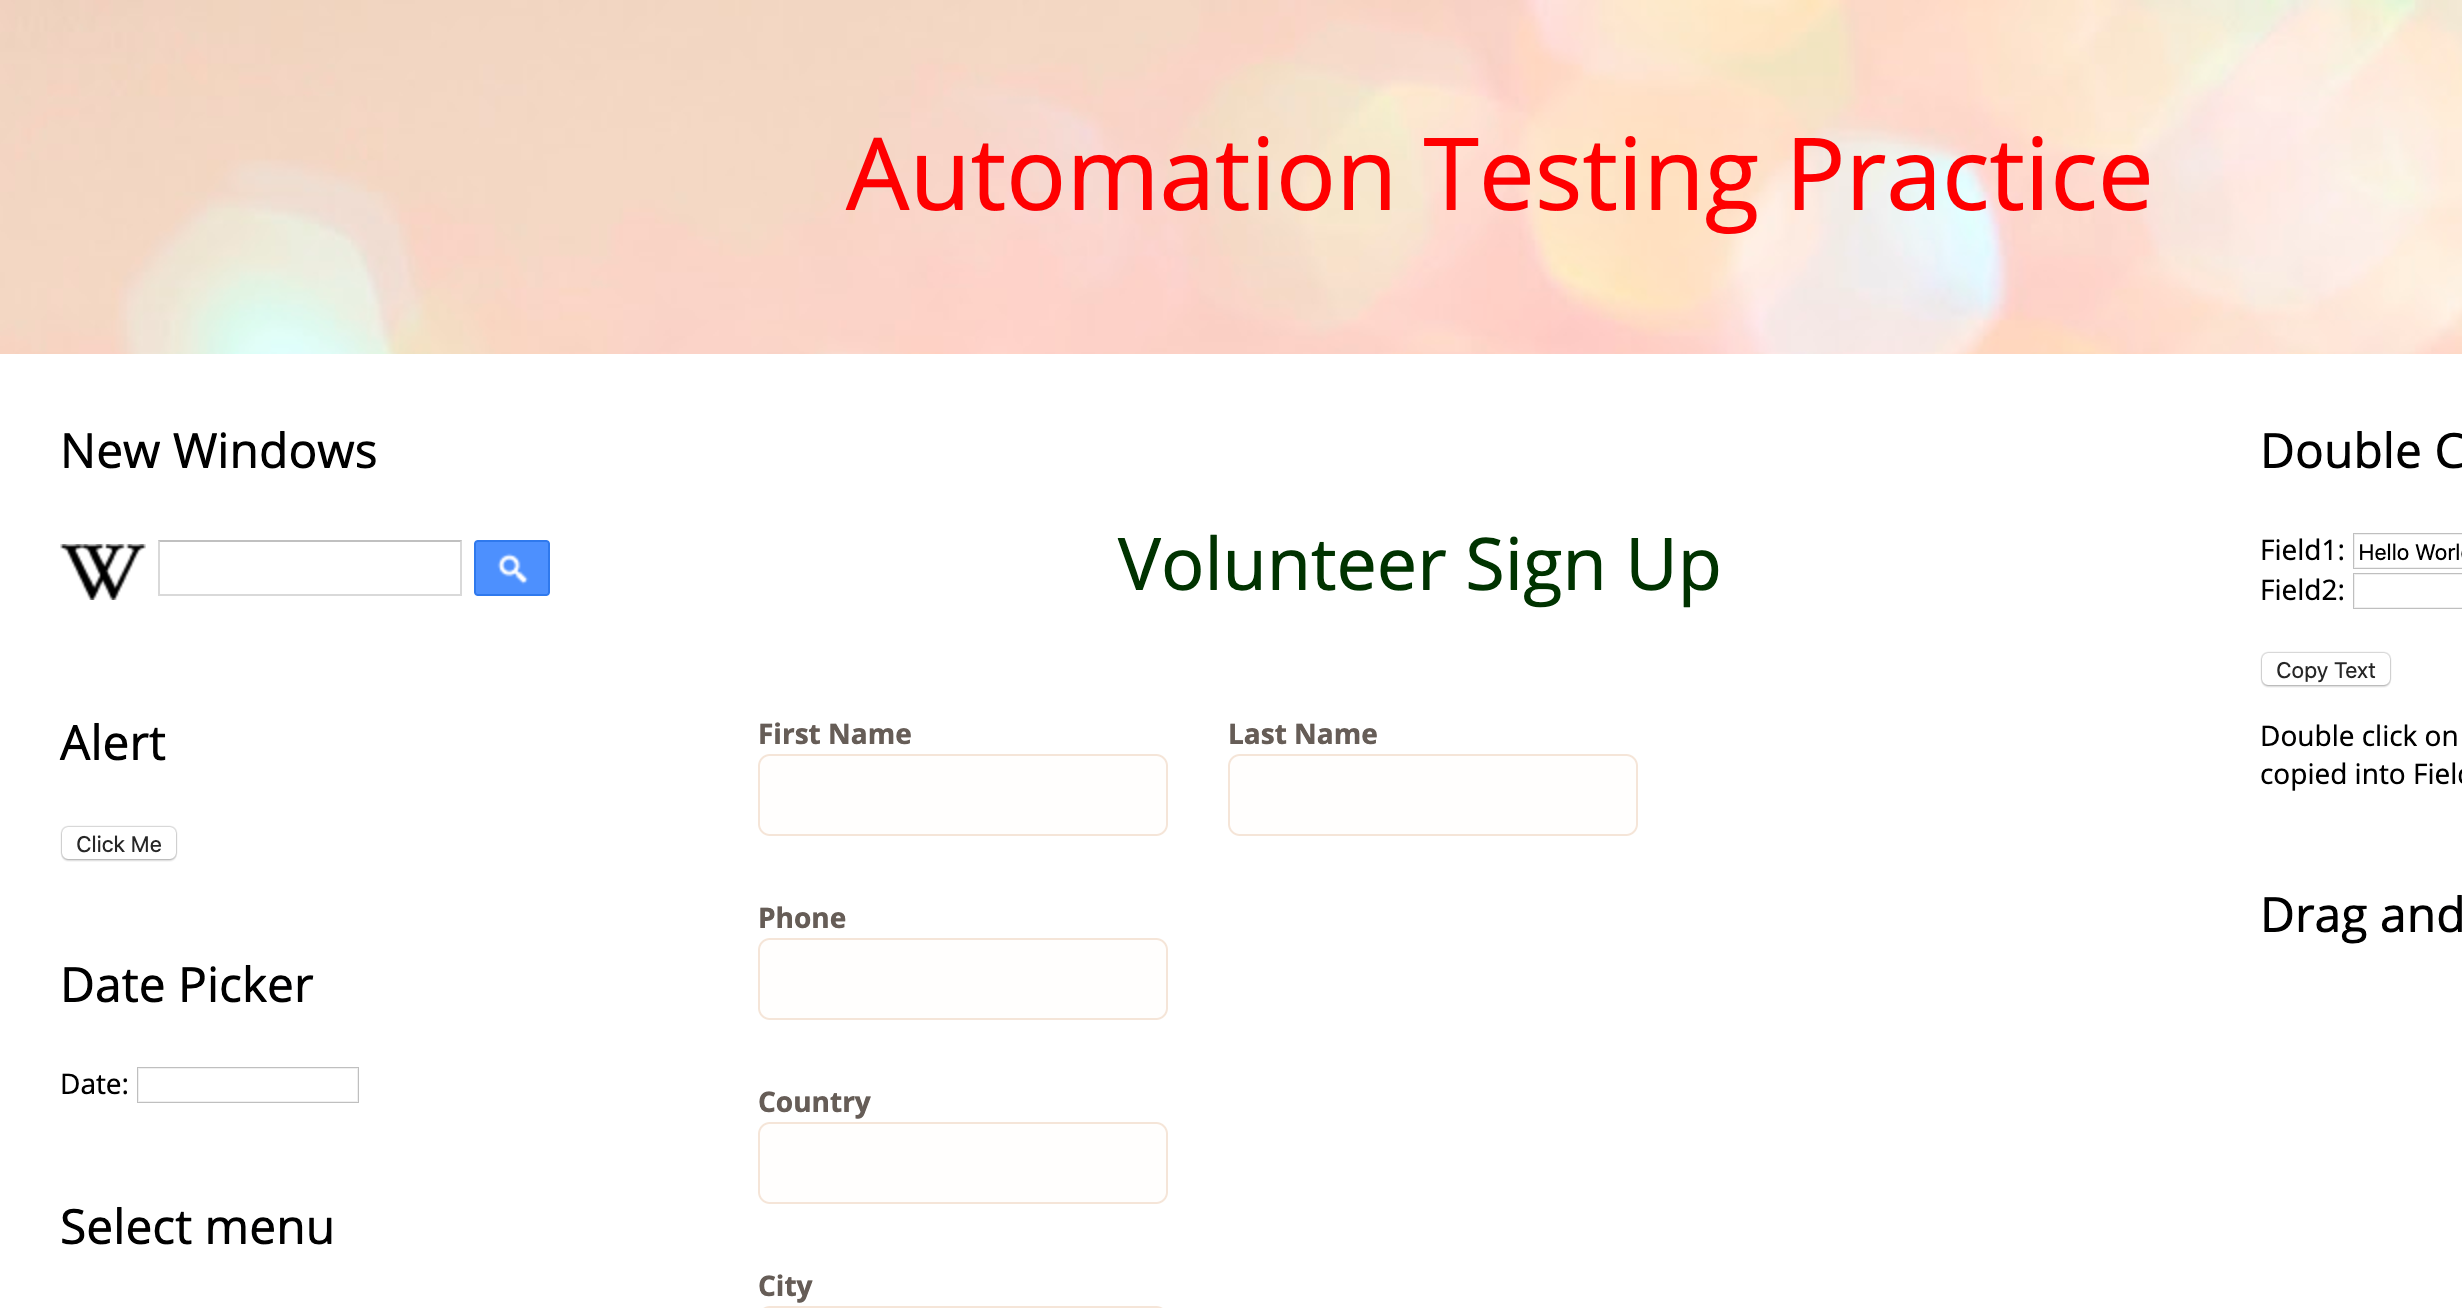 Automation Testing Practice
New Windows
W
Alert
Click Me
Date Picker
Date:
Select menu
Volunteer Sign Up
First Name
Last Name
Phone
Country
City
Double C
Field1: Hello Worl
Field2:
Copy Text
Double click on
copied into Fiel
Drag and